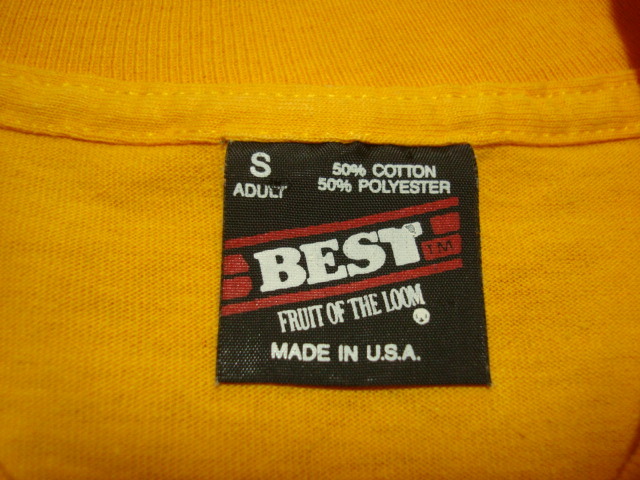 S
ADULT
50% COTTON
50% POLYESTER
BEST TM
FRUIT OF THE LOOM ®
MADE IN U.S.A.